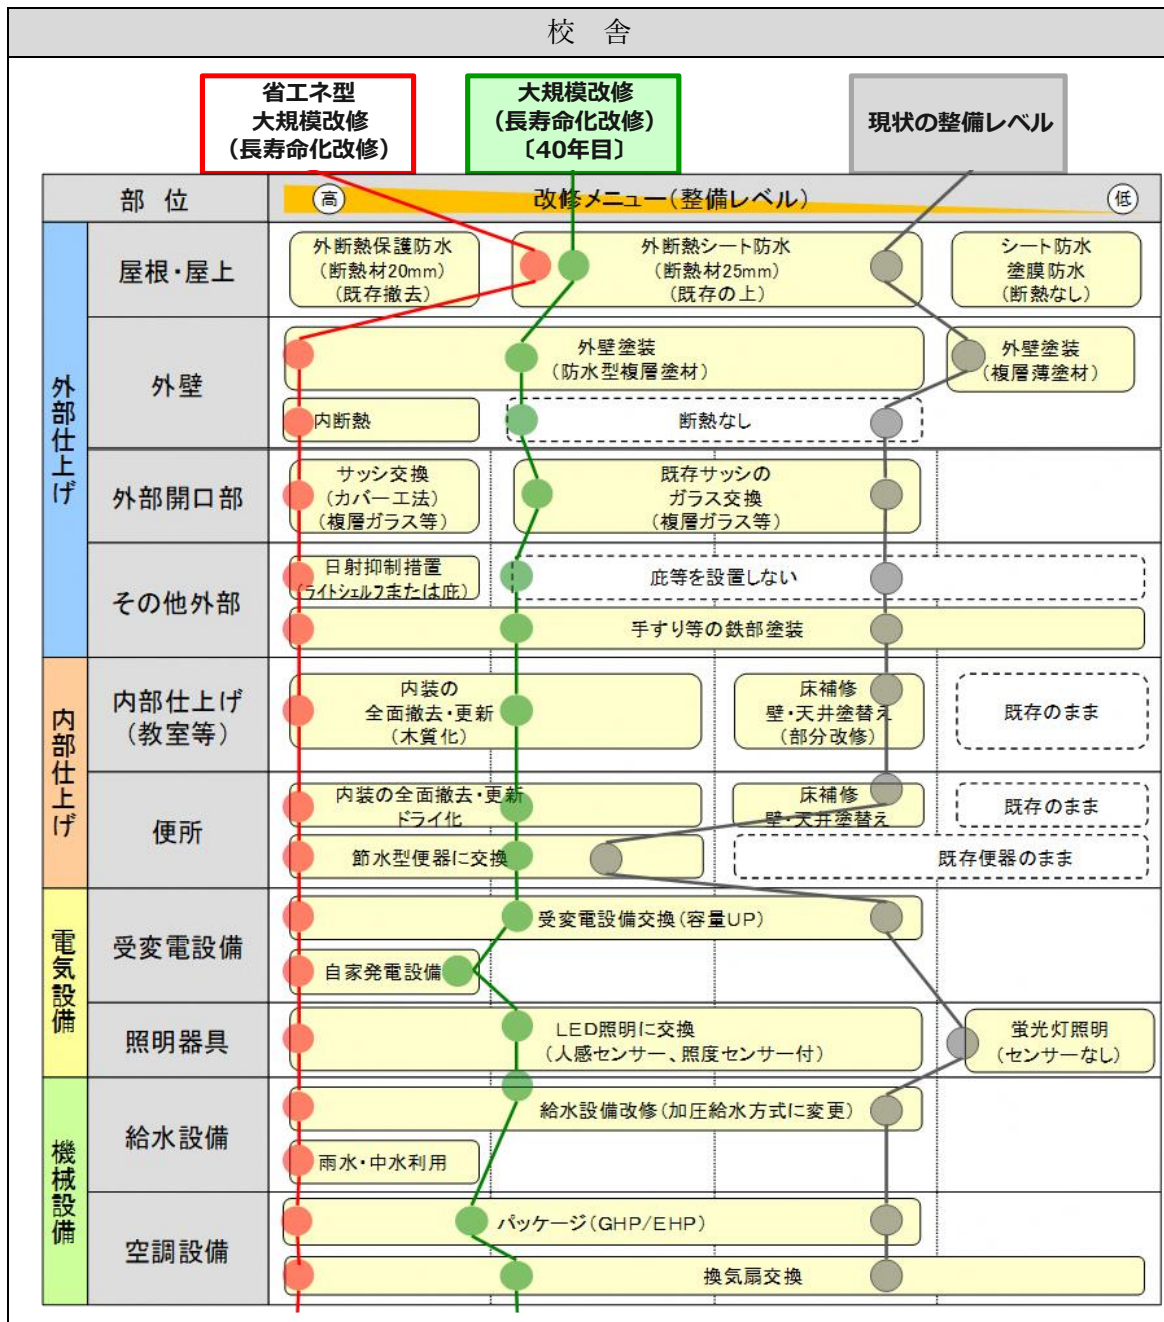 校 舎
省エネ型
大規模改修
（長寿命化改修）
大規模改修
（長寿命化改修）
〔40年目〕
現状の整備レベル
部 位
高
改修メニュー（整備レベル）
低
外部仕上げ
屋根・屋上
外断熱保護防水
（断熱材20mm）
（既存撤去）
外断熱シート防水
（断熱材25mm）
（既存の上）
シート防水
塗膜防水
（断熱なし）
外壁
外壁塗装
（防水型複層塗材）
外壁塗装
（複層薄塗材）
内断熱
断熱なし
外部開口部
サッシ交換
（カバー工法）
（複層ガラス等）
既存サッシの
ガラス交換
（複層ガラス等）
その他外部
日射抑制措置
（ライトシェルフまたは庇）
庇等を設置しない
手すり等の鉄部塗装
内部仕上げ
内部仕上げ
（教室等）
内装の
全面撤去・更新
（木質化）
床補修
壁・天井塗替え
（部分改修）
既存のまま
便所
内装の全面撤去・更新
ドライ化
床補修
壁・天井塗替え
既存のまま
節水型便器に交換
既存便器のまま
電気設備
受変電設備
受変電設備交換（容量UP）
自家発電設備
照明器具
LED照明に交換
（人感センサー、照度センサー付）
蛍光灯照明
（センサーなし）
機械設備
給水設備
給水設備改修（加圧給水方式に変更）
雨水・中水利用
空調設備
パッケージ（GHP/EHP）
換気扇交換